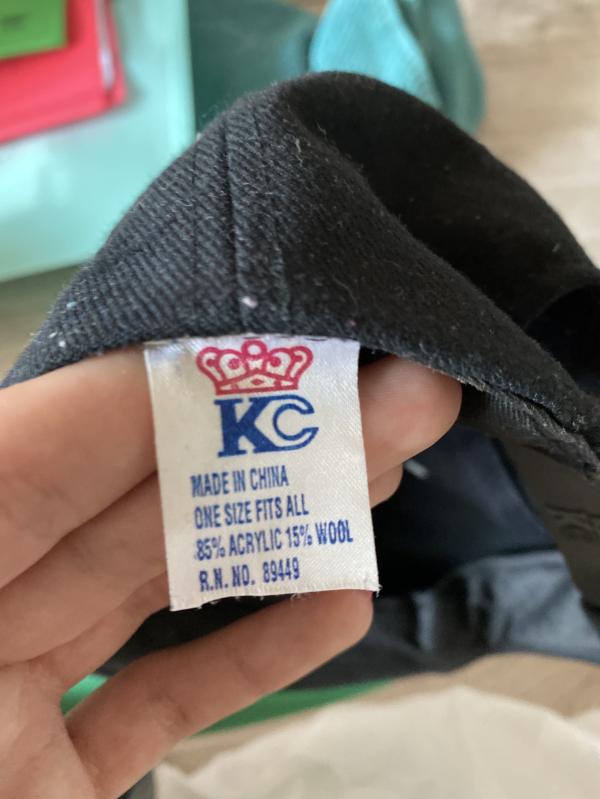 KC
MADE IN CHINA
ONE SIZE FITS ALL
85% ACRYLIC 15% WOOL
R.N. NO. 89449